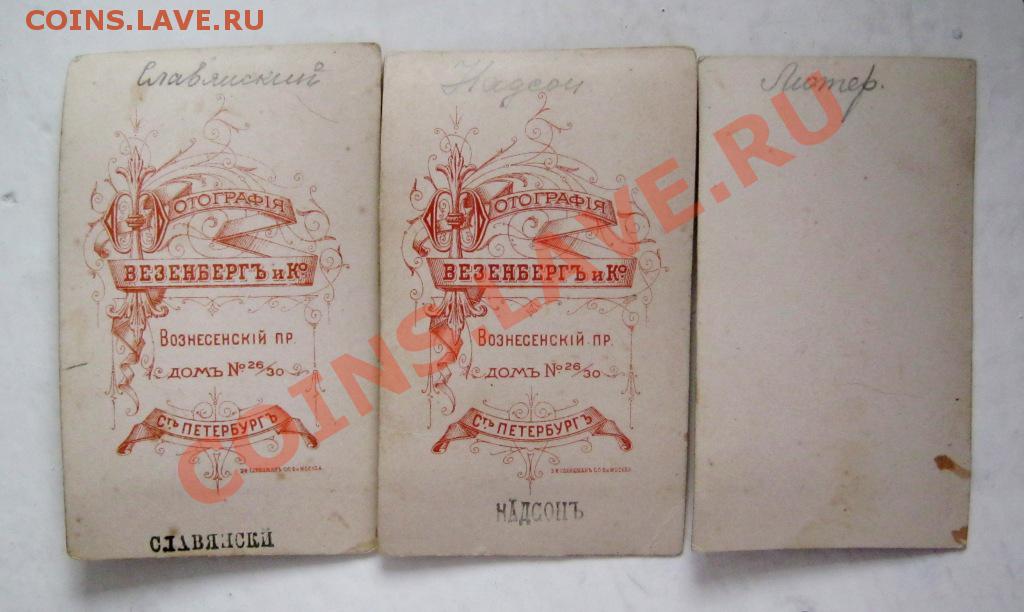 COINS.LAVE.RU
Славянский
ФОТОГРАФІЯ
ВЕЗЕНБЕРГЪ и Ко
ВОЗНЕСЕНСКІЙ ПР.
ДОМЪ №26/30
Стъ ПЕТЕРБУРГЪ
СЛАВЯНСКЙ
Надсон
ФОТОГРАФІЯ
ВЕЗЕНБЕРГЪ и Ко
ВОЗНЕСЕНСКІЙ ПР.
ДОМЪ №26/30
Стъ ПЕТЕРБУРГЪ
НАДСОНЪ
Лютер.
COINS.LAVE.RU